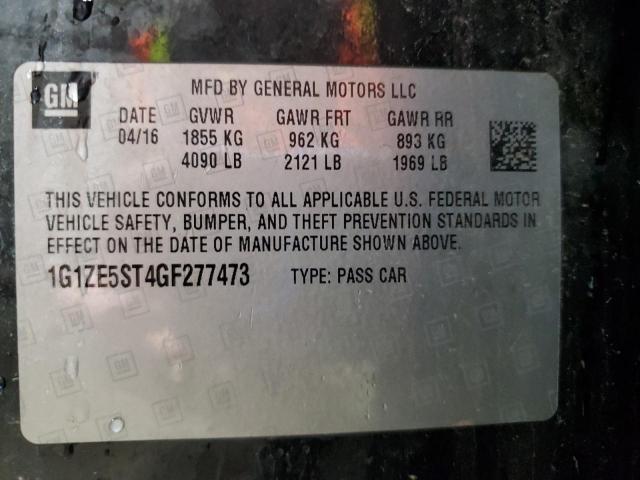 GM
MFD BY GENERAL MOTORS LLC
DATE GVWR GAWR FRT GAWR RR
04/16 1855 KG 962 KG 893 KG
4090 LB 2121 LB 1969 LB
THIS VEHICLE CONFORMS TO ALL APPLICABLE U.S. FEDERAL MOTOR
VEHICLE SAFETY, BUMPER, AND THEFT PREVENTION STANDARDS IN
EFFECT ON THE DATE OF MANUFACTURE SHOWN ABOVE.
1G1ZE5ST4GF277473 TYPE: PASS CAR